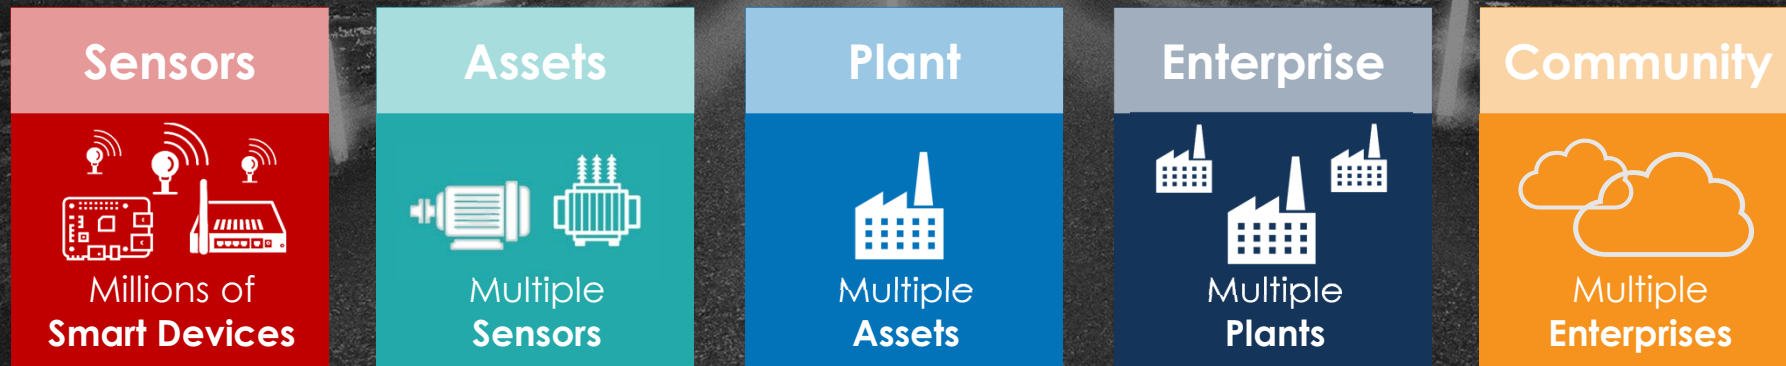 Sensors
Millions of
Smart Devices
Assets
Multiple
Sensors
Plant
Multiple
Assets
Enterprise
Multiple
Plants
Community
Multiple
Enterprises